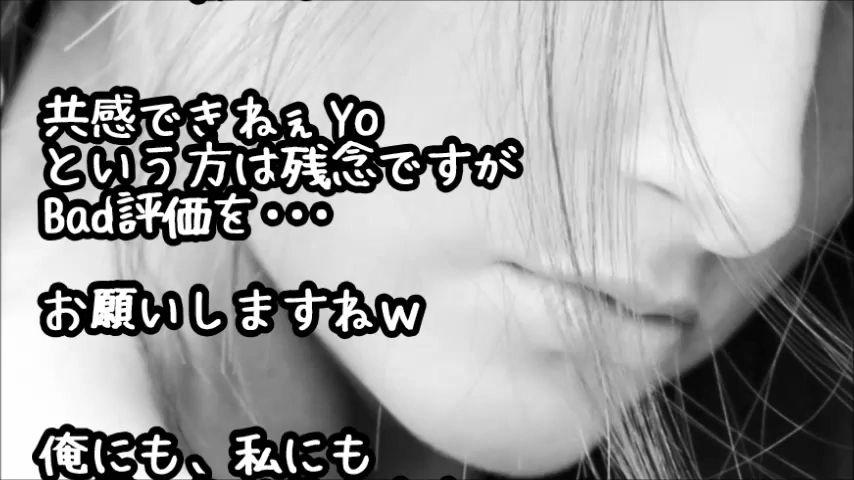 共感できねぇYo
という方は残念ですが
Bad評価を・・・
お願いしますねw
俺にも、私にも